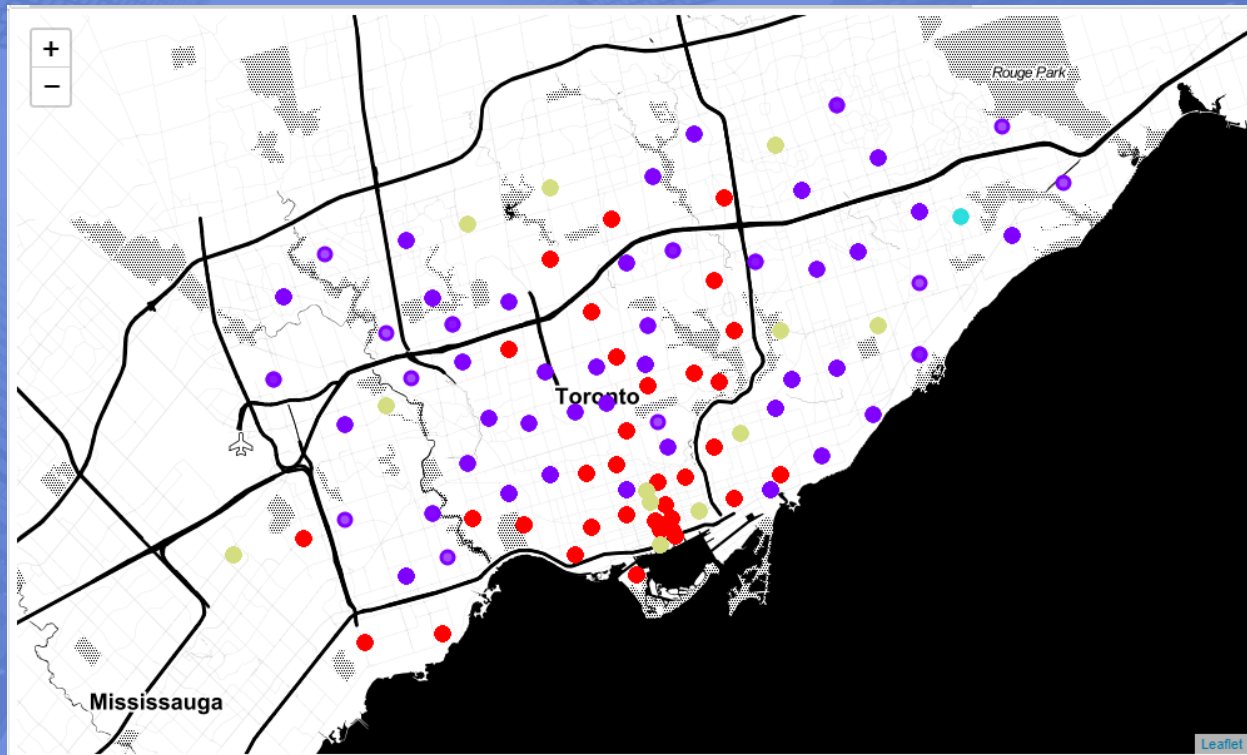 +
−
Rouge Park
Toronto
Mississauga
Leaflet